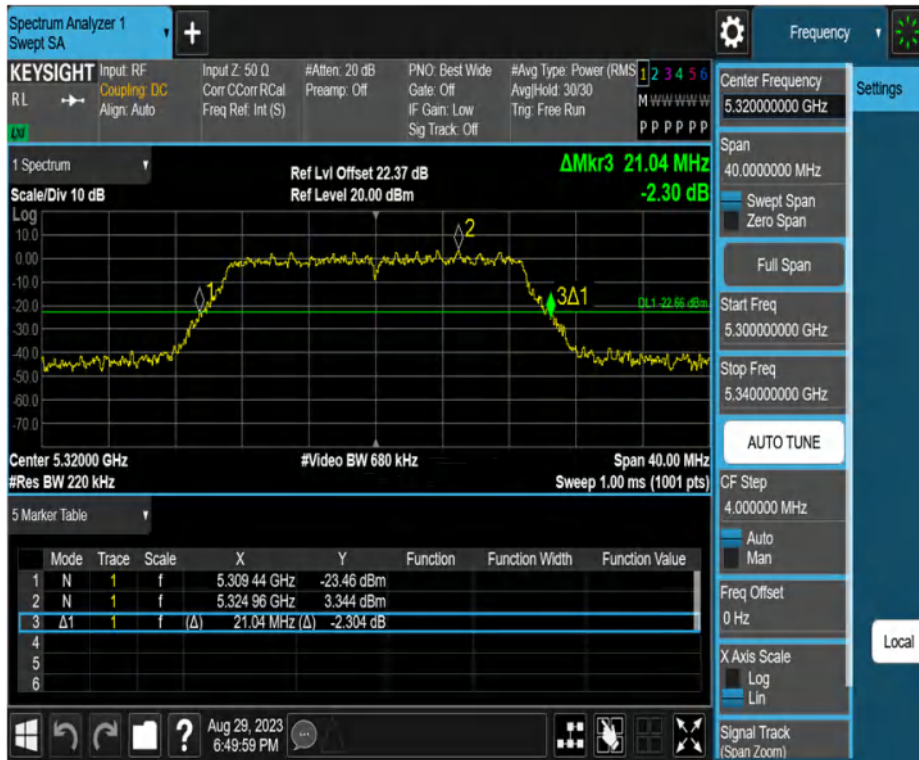 Spectrum Analyzer 1
Swept SA
+
Frequency
KEYSIGHT
RL
LXI
Input: RF
Coupling: DC
Align: Auto
Input Z: 50 Ω
Corr CCorr RCal
Freq Ref: Int (S)
#Atten: 20 dB
Preamp: Off
PNO: Best Wide
Gate: Off
IF Gain: Low
Sig Track: Off
#Avg Type: Power (RMS
Avg|Hold: 30/30
Trig: Free Run
1 2 3 4 5 6
M W W W W W
P P P P P P
Settings
Center Frequency
5.320000000 GHz
Span
40.0000000 MHz
Swept Span
Zero Span
Full Span
Start Freq
5.300000000 GHz
Stop Freq
5.340000000 GHz
AUTO TUNE
CF Step
4.000000 MHz
Auto
Man
Freq Offset
0 Hz
X Axis Scale
Log
Lin
Signal Track
(Span Zoom)
Local
1 Spectrum
Scale/Div 10 dB
Ref Lvl Offset 22.37 dB
Ref Level 20.00 dBm
ΔMkr3 21.04 MHz
-2.30 dB
Log
10.0
0.00
-10.0
-20.0
-30.0
-40.0
-50.0
-60.0
-70.0
1
2
3Δ1
DL1 -22.66 dBm
Center 5.32000 GHz
#Video BW 680 kHz
Span 40.00 MHz
#Res BW 220 kHz
Sweep 1.00 ms (1001 pts)
5 Marker Table
Mode Trace Scale X Y Function Function Width Function Value
1 N 1 f 5.309 44 GHz -23.46 dBm
2 N 1 f 5.324 96 GHz 3.344 dBm
3 Δ1 1 f (Δ) 21.04 MHz (Δ) -2.304 dB
4
5
6
?
Aug 29, 2023
6:49:59 PM